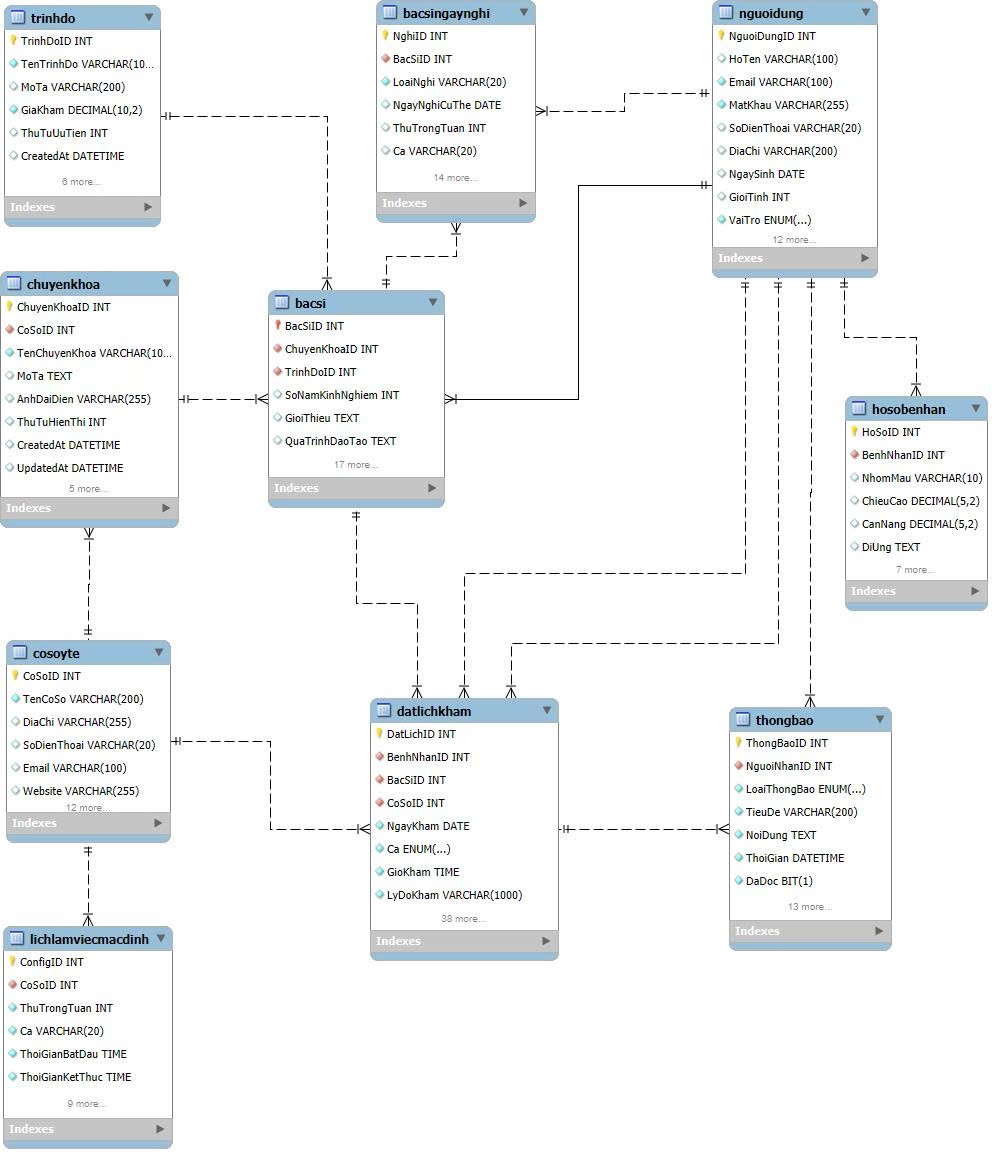 trinhdo
TrinhDoID INT
TenTrinhDo VARCHAR(10...
MoTa VARCHAR(200)
GiaKham DECIMAL(10,2)
ThuTuUuTien INT
CreatedAt DATETIME
6 more...
Indexes
bacsingaynghi
NghiID INT
BacSiID INT
LoaiNghi VARCHAR(20)
NgayNghiCuThe DATE
ThuTrongTuan INT
Ca VARCHAR(20)
14 more...
Indexes
nguoidung
NguoiDungID INT
HoTen VARCHAR(100)
Email VARCHAR(100)
MatKhau VARCHAR(255)
SoDienThoai VARCHAR(20)
DiaChi VARCHAR(200)
NgaySinh DATE
GioiTinh INT
VaiTro ENUM(...)
12 more...
Indexes
chuyenkhoa
ChuyenKhoaID INT
CoSoID INT
TenChuyenKhoa VARCHAR(10...
MoTa TEXT
AnhDaiDien VARCHAR(255)
ThuTuHienThi INT
CreatedAt DATETIME
UpdatedAt DATETIME
5 more...
Indexes
bacsi
BacSiID INT
ChuyenKhoaID INT
TrinhDoID INT
SoNamKinhNghiem INT
GioiThieu TEXT
QuaTrinhDaoTao TEXT
17 more...
Indexes
hosobenhan
HoSoID INT
BenhNhanID INT
NhomMau VARCHAR(10)
ChieuCao DECIMAL(5,2)
CanNang DECIMAL(5,2)
DiUng TEXT
7 more...
Indexes
cosoyte
CoSoID INT
TenCoSo VARCHAR(200)
DiaChi VARCHAR(255)
SoDienThoai VARCHAR(20)
Email VARCHAR(100)
Website VARCHAR(255)
12 more...
Indexes
datlichkham
DatLichID INT
BenhNhanID INT
BacSiID INT
CoSoID INT
NgayKham DATE
Ca ENUM(...)
GioKham TIME
LyDoKham VARCHAR(1000)
38 more...
Indexes
thongbao
ThongBaoID INT
NguoiNhanID INT
LoaiThongBao ENUM(...)
TieuDe VARCHAR(200)
NoiDung TEXT
ThoiGian DATETIME
DaDoc BIT(1)
13 more...
Indexes
lichlamviecmacdinh
ConfigID INT
CoSoID INT
ThuTrongTuan INT
Ca VARCHAR(20)
ThoiGianBatDau TIME
ThoiGianKetThuc TIME
9 more...
Indexes